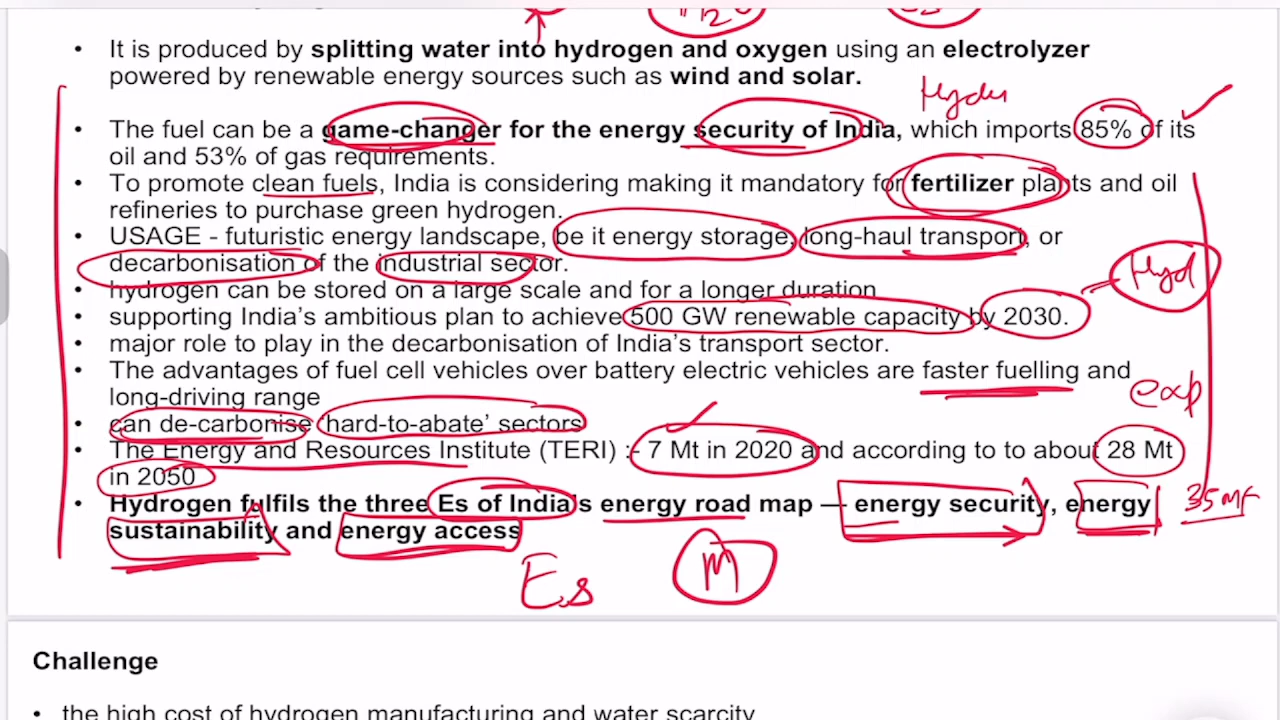 • It is produced by splitting water into hydrogen and oxygen using an electrolyzer
powered by renewable energy sources such as wind and solar.
Hydr
• The fuel can be a game-changer for the energy security of India, which imports 85% of its
oil and 53% of gas requirements.
• To promote clean fuels, India is considering making it mandatory for fertilizer plants and oil
refineries to purchase green hydrogen.
• USAGE - futuristic energy landscape, be it energy storage, long-haul transport, or
decarbonisation of the industrial sector.
Hyd
• hydrogen can be stored on a large scale and for a longer duration
• supporting India's ambitious plan to achieve 500 GW renewable capacity by 2030.
• major role to play in the decarbonisation of India's transport sector.
• The advantages of fuel cell vehicles over battery electric vehicles are faster fuelling and
long-driving range
exp
• can de-carbonise 'hard-to-abate' sectors
• The Energy and Resources Institute (TERI) :- 7 Mt in 2020 and according to to about 28 Mt
in 2050
• Hydrogen fulfils the three Es of India's energy road map — energy security, energy
35 MT
sustainability and energy access
Es
M
Challenge
• the high cost of hydrogen manufacturing and water scarcity